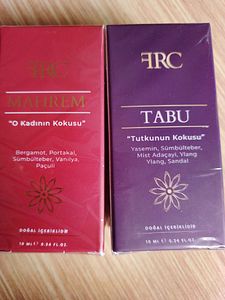 FRC
MAHREM
"O Kadının Kokusu"
Bergamot, Portakal,
Sümbülteber, Vanilya,
Paçuli
DOĞAL İÇERİKLİDİR
10 Ml ℮ 0.34 FL.OZ.
FRC
TABU
"Tutkunun Kokusu"
Yasemin, Sümbülteber,
Mist Adaçayı, Ylang
Ylang, Sandal
DOĞAL İÇERİKLİDİR
10 Ml ℮ 0.34 FL.OZ.